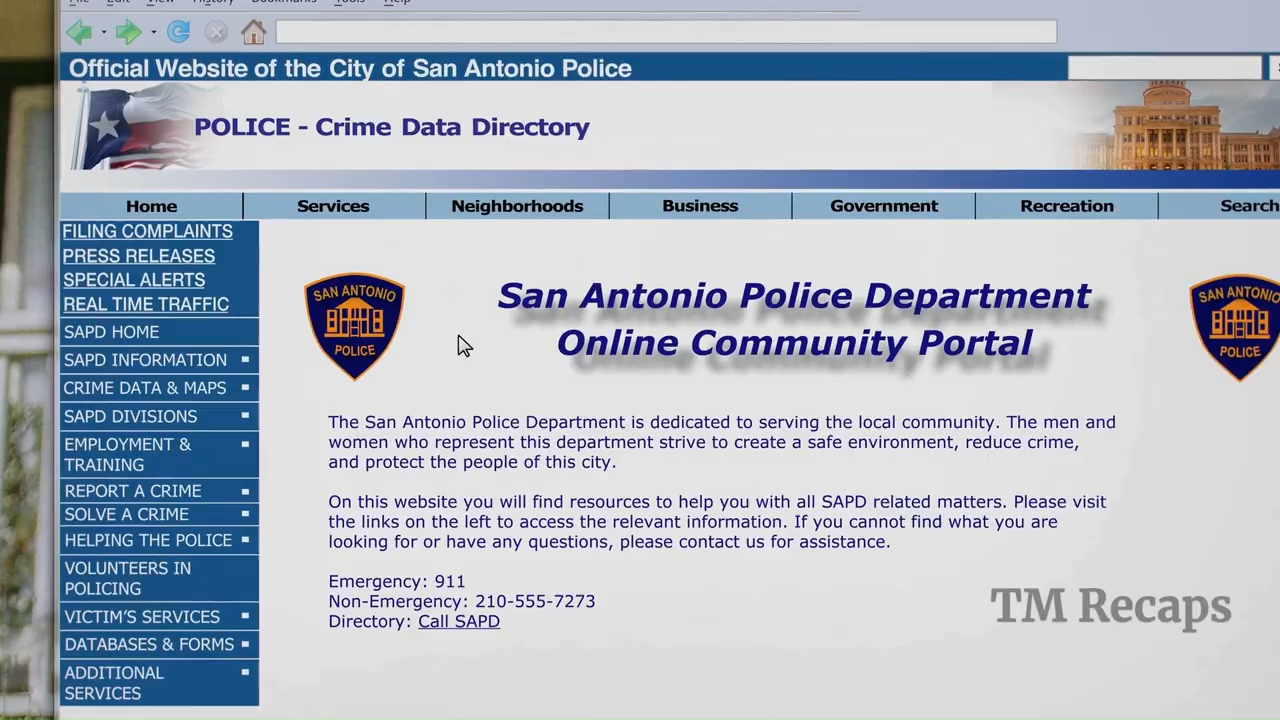 File Edit View History Bookmarks Tools Help
Official Website of the City of San Antonio Police
POLICE - Crime Data Directory
Home Services Neighborhoods Business Government Recreation Search
FILING COMPLAINTS
PRESS RELEASES
SPECIAL ALERTS
REAL TIME TRAFFIC
SAPD HOME
SAPD INFORMATION
CRIME DATA & MAPS
SAPD DIVISIONS
EMPLOYMENT &
TRAINING
REPORT A CRIME
SOLVE A CRIME
HELPING THE POLICE
VOLUNTEERS IN
POLICING
VICTIM'S SERVICES
DATABASES & FORMS
ADDITIONAL
SERVICES
SAN ANTONIO
POLICE
San Antonio Police Department
Online Community Portal
SAN ANTONIO
POLICE
The San Antonio Police Department is dedicated to serving the local community. The men and
women who represent this department strive to create a safe environment, reduce crime,
and protect the people of this city.
On this website you will find resources to help you with all SAPD related matters. Please visit
the links on the left to access the relevant information. If you cannot find what you are
looking for or have any questions, please contact us for assistance.
Emergency: 911
Non-Emergency: 210-555-7273
Directory: Call SAPD
TM Recaps